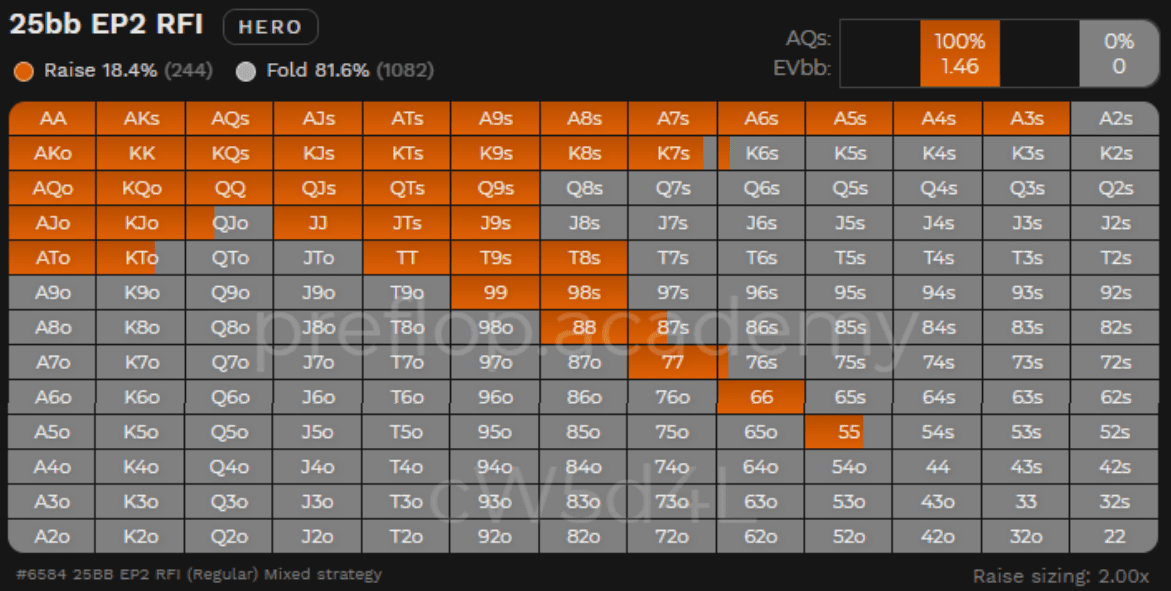 25bb EP2 RFI HERO
Raise 18.4% (244) Fold 81.6% (1082)
AQs: 100% 0%
EVbb: 1.46 0
AA AKs AQs AJs ATs A9s A8s A7s A6s A5s A4s A3s A2s
AKo KK KQs KJs KTs K9s K8s K7s K6s K5s K4s K3s K2s
AQo KQo QQ QJs QTs Q9s Q8s Q7s Q6s Q5s Q4s Q3s Q2s
AJo KJo QJo JJ JTs J9s J8s J7s J6s J5s J4s J3s J2s
ATo KTo QTo JTo TT T9s T8s T7s T6s T5s T4s T3s T2s
A9o K9o Q9o J9o T9o 99 98s 97s 96s 95s 94s 93s 92s
A8o K8o Q8o J8o T8o 98o 88 87s 86s 85s 84s 83s 82s
preflop.academy
A7o K7o Q7o J7o T7o 97o 87o 77 76s 75s 74s 73s 72s
A6o K6o Q6o J6o T6o 96o 86o 76o 66 65s 64s 63s 62s
A5o K5o Q5o J5o T5o 95o 85o 75o 65o 55 54s 53s 52s
A4o K4o Q4o J4o T4o 94o 84o 74o 64o 54o 44 43s 42s
cW5d4L
A3o K3o Q3o J3o T3o 93o 83o 73o 63o 53o 43o 33 32s
A2o K2o Q2o J2o T2o 92o 82o 72o 62o 52o 42o 32o 22
#6584 25BB EP2 RFI (Regular) Mixed strategy
Raise sizing: 2.00x